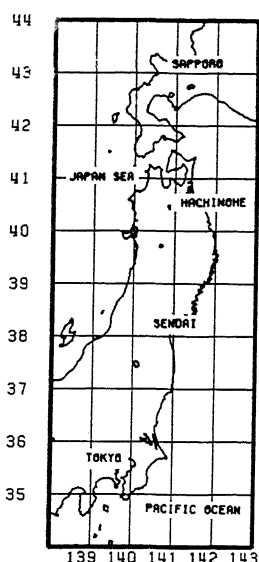 44
SAPPORO
43
42
JAPAN SEA
41
HACHINOHE
40
39
SENDAI
38
37
36
TOKYO
35
PACIFIC OCEAN
139 140 141 142 143